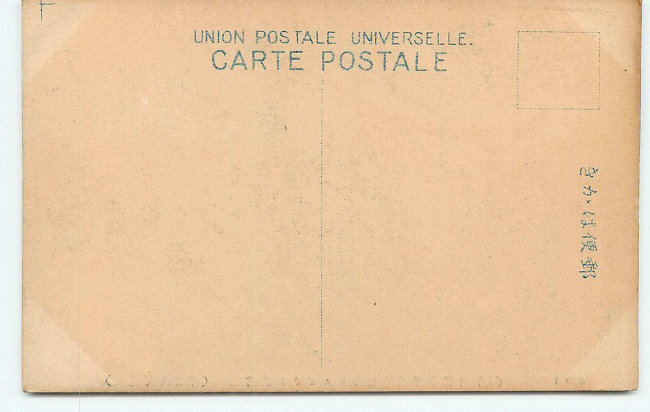 UNION POSTALE UNIVERSELLE.
CARTE POSTALE
きかは便郵